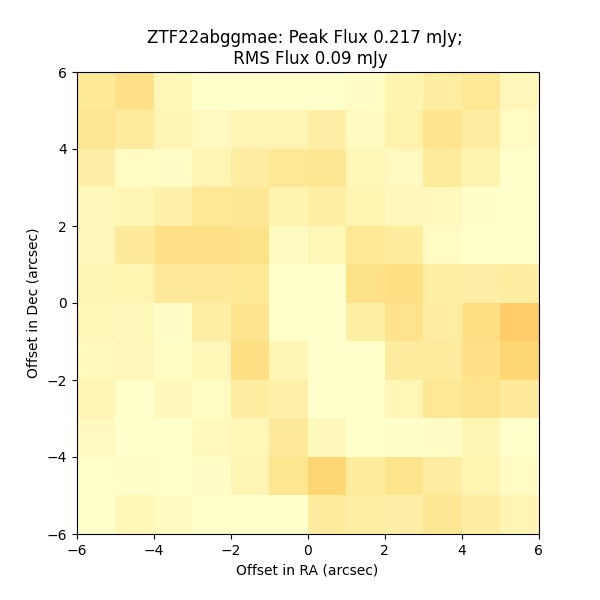 ZTF22abggmae: Peak Flux 0.217 mJy;
RMS Flux 0.09 mJy
6
4
2
0
−2
−4
−6
Offset in Dec (arcsec)
−6 −4 −2 0 2 4 6
Offset in RA (arcsec)